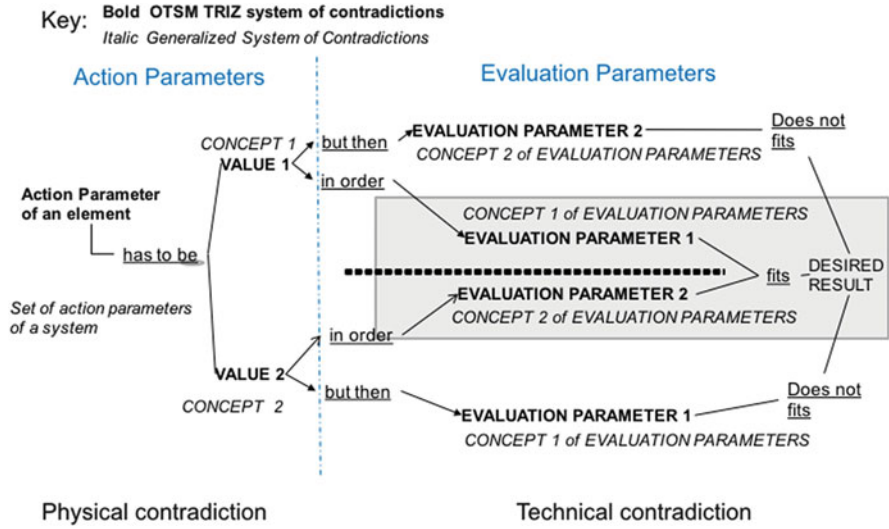 Key: Bold OTSM TRIZ system of contradictions
Italic Generalized System of Contradictions
Action Parameters
Evaluation Parameters
CONCEPT 1
VALUE 1
but then
EVALUATION PARAMETER 2
Does not
fits
CONCEPT 2 of EVALUATION PARAMETERS
in order
Action Parameter
of an element
has to be
CONCEPT 1 of EVALUATION PARAMETERS
EVALUATION PARAMETER 1
fits
DESIRED
RESULT
EVALUATION PARAMETER 2
CONCEPT 2 of EVALUATION PARAMETERS
Set of action parameters
of a system
in order
VALUE 2
CONCEPT 2
but then
EVALUATION PARAMETER 1
Does not
fits
CONCEPT 1 of EVALUATION PARAMETERS
Physical contradiction
Technical contradiction